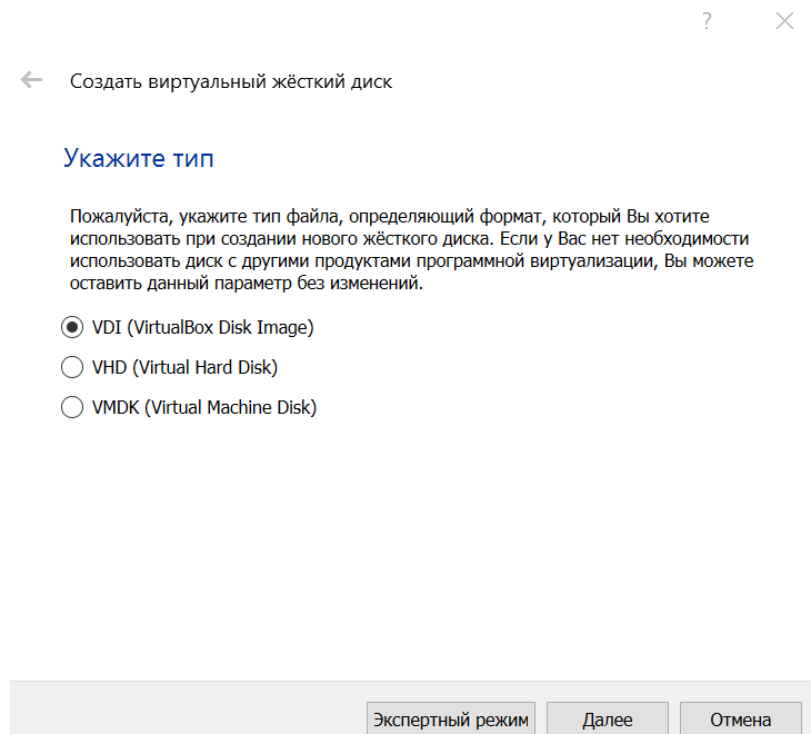 ?
Создать виртуальный жёсткий диск
Укажите тип
Пожалуйста, укажите тип файла, определяющий формат, который Вы хотите
использовать при создании нового жёсткого диска. Если у Вас нет необходимости
использовать диск с другими продуктами программной виртуализации, Вы можете
оставить данный параметр без изменений.
VDI (VirtualBox Disk Image)
VHD (Virtual Hard Disk)
VMDK (Virtual Machine Disk)
Экспертный режим Далее Отмена